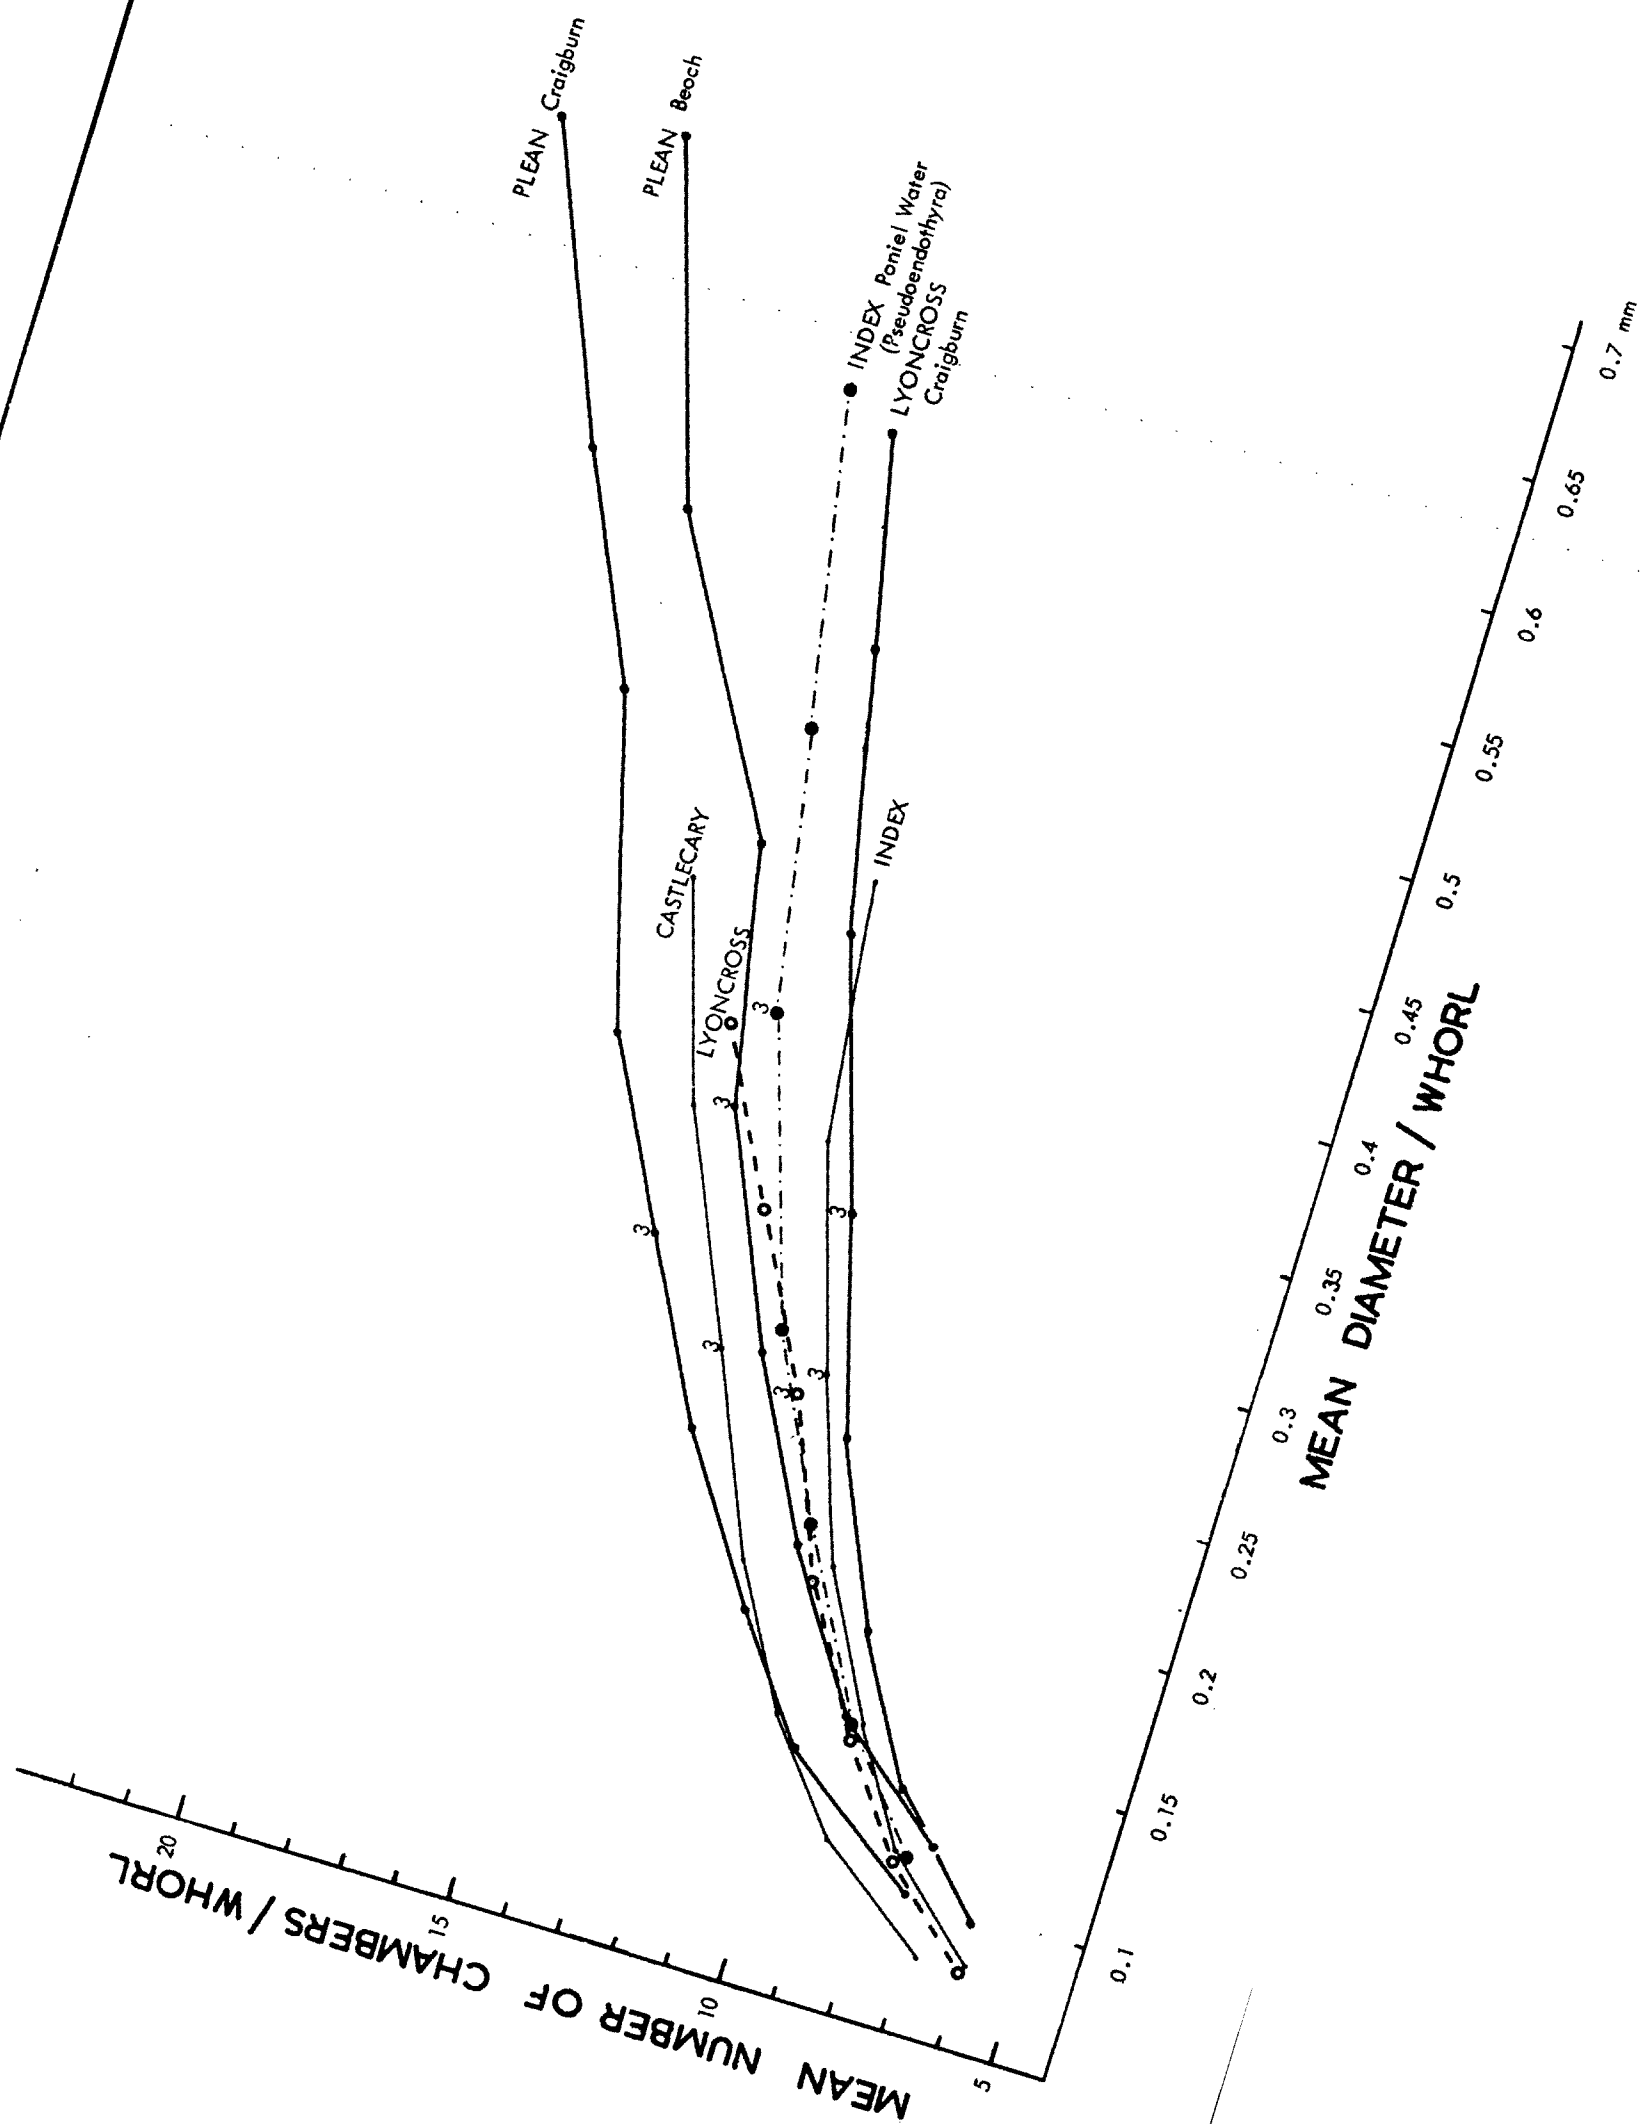 PLEAN Craigburn
PLEAN Beoch
INDEX Poniel Water
(Pseudoendothyra)
LYONCROSS
Craigburn
CASTLECARY
LYONCROSS
INDEX
3
3
3
3
3
3
3
MEAN NUMBER OF CHAMBERS / WHORL
20
15
10
5
0.1
0.15
0.2
0.25
0.3
0.35
0.4
0.45
0.5
0.55
0.6
0.65
0.7 mm
MEAN DIAMETER / WHORL